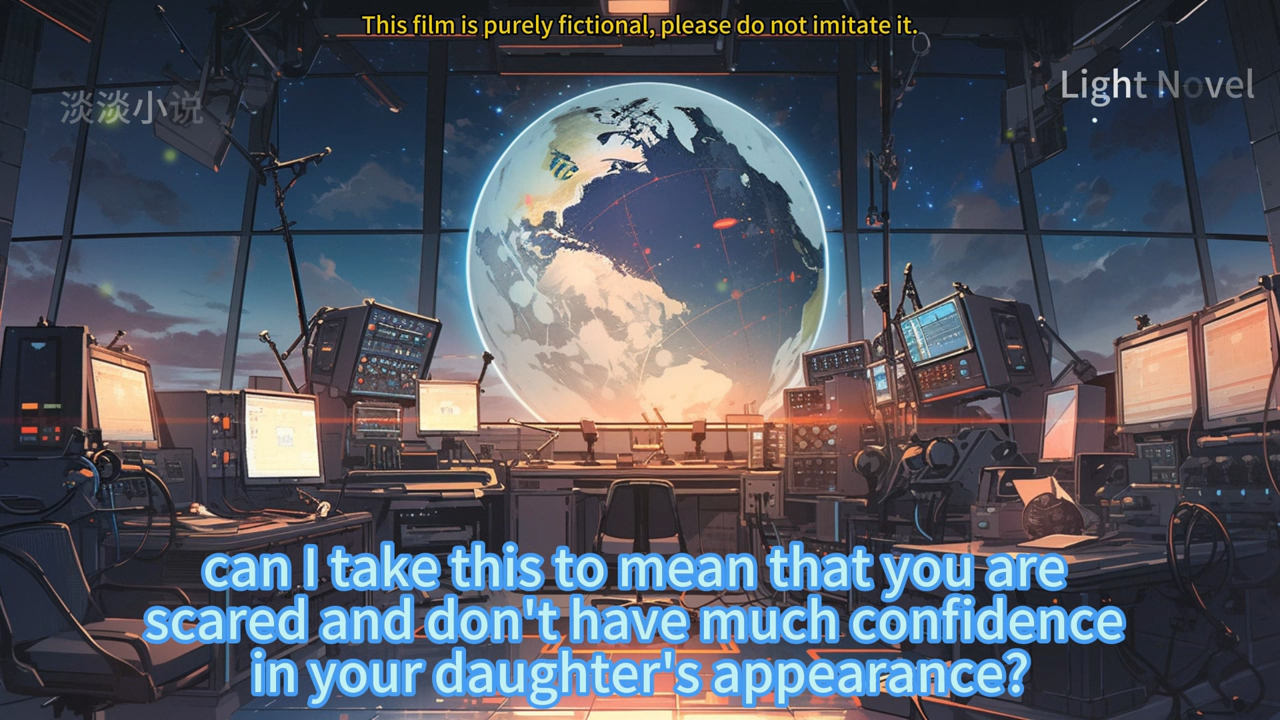 This film is purely fictional, please do not imitate it.
淡淡小说
Light Novel
can I take this to mean that you are
scared and don't have much confidence
in your daughter's appearance?